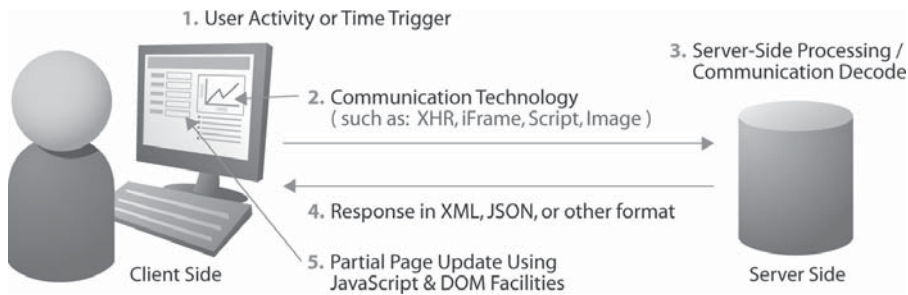 1. User Activity or Time Trigger
2. Communication Technology
( such as: XHR, iFrame, Script, Image )
3. Server-Side Processing /
Communication Decode
4. Response in XML, JSON, or other format
5. Partial Page Update Using
JavaScript & DOM Facilities
Client Side
Server Side